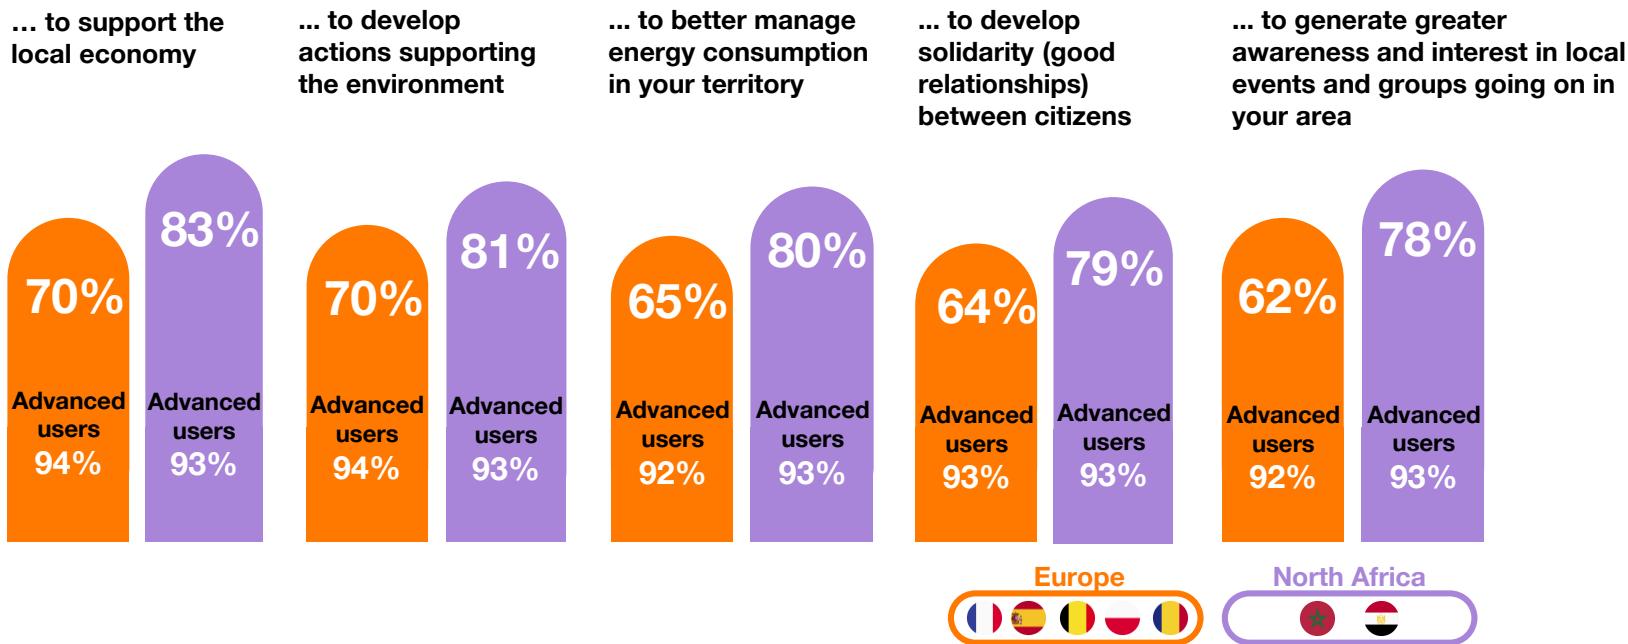 … to support the
local economy
... to develop
actions supporting
the environment
... to better manage
energy consumption
in your territory
... to develop
solidarity (good
relationships)
between citizens
... to generate greater
awareness and interest in local
events and groups going on in
your area
70%
Advanced
users
94%
83%
Advanced
users
93%
70%
Advanced
users
94%
81%
Advanced
users
93%
65%
Advanced
users
92%
80%
Advanced
users
93%
64%
Advanced
users
93%
79%
Advanced
users
93%
62%
Advanced
users
92%
78%
Advanced
users
93%
Europe
North Africa